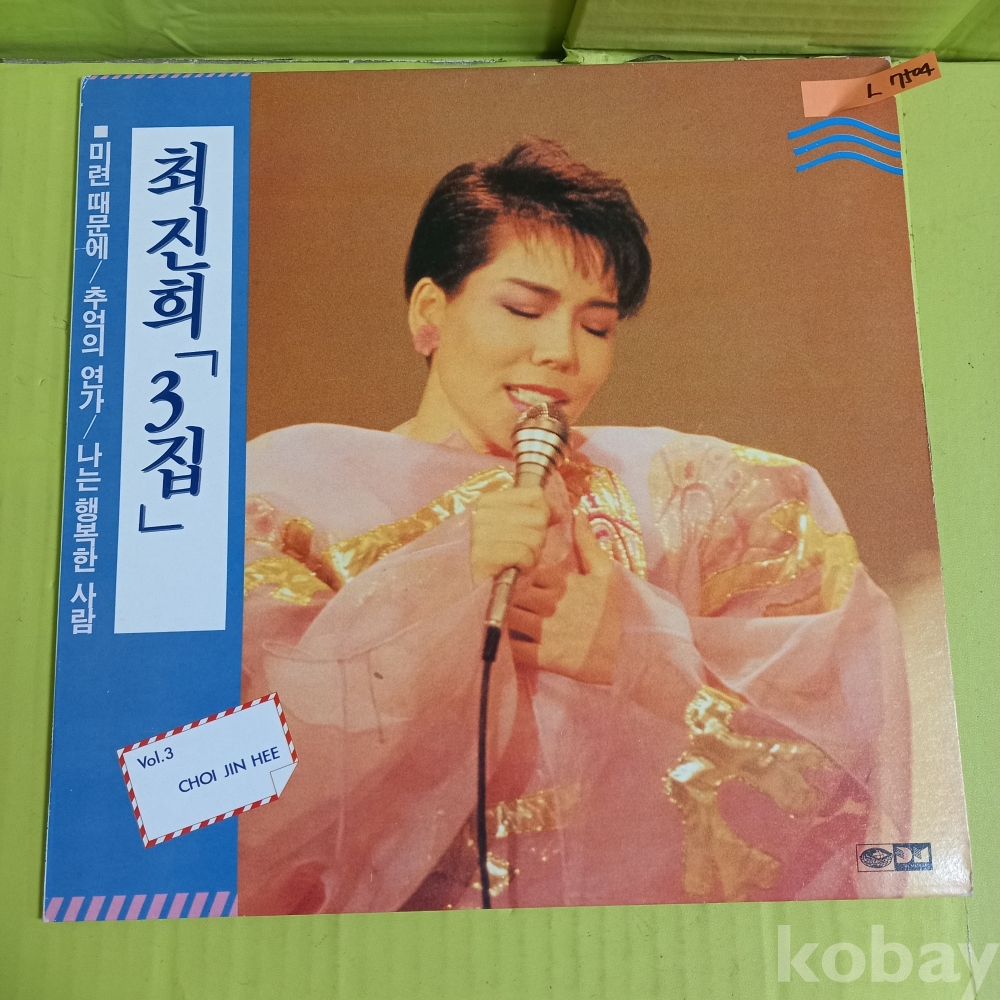 L 7504
최진희「3집」
■미련 때문에/추억의 연가/나는 행복한 사람
Vol.3
CHOI JIN HEE
kobay